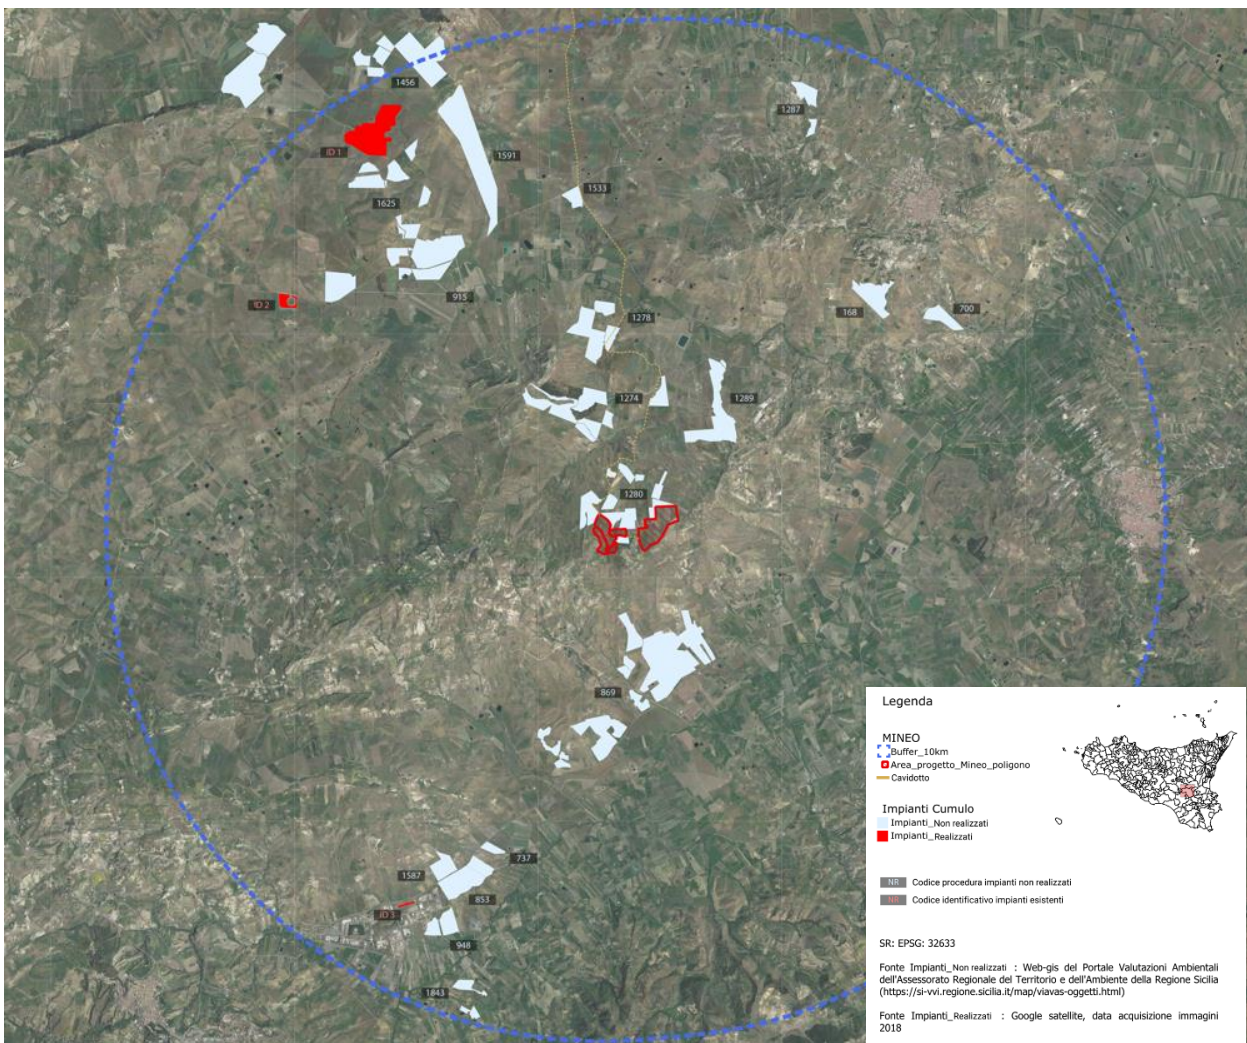 1456
1287
ID 1
1591
1533
1625
ID 2
915
168
700
1278
1274
1289
1280
869
737
1587
853
ID 3
948
1843
Legenda
MINEO
Buffer_10km
Area_progetto_Mineo_poligono
Cavidotto
Impianti Cumulo
Impianti_Non realizzati
Impianti_Realizzati
NR Codice procedura impianti non realizzati
NR Codice identificativo impianti esistenti
SR: EPSG: 32633
Fonte Impianti_Non realizzati : Web-gis del Portale Valutazioni Ambientali
dell'Assessorato Regionale del Territorio e dell'Ambiente della Regione Sicilia
(https://si-vvi.regione.sicilia.it/map/viavas-oggetti.html)
Fonte Impianti_Realizzati : Google satellite, data acquisizione immagini
2018